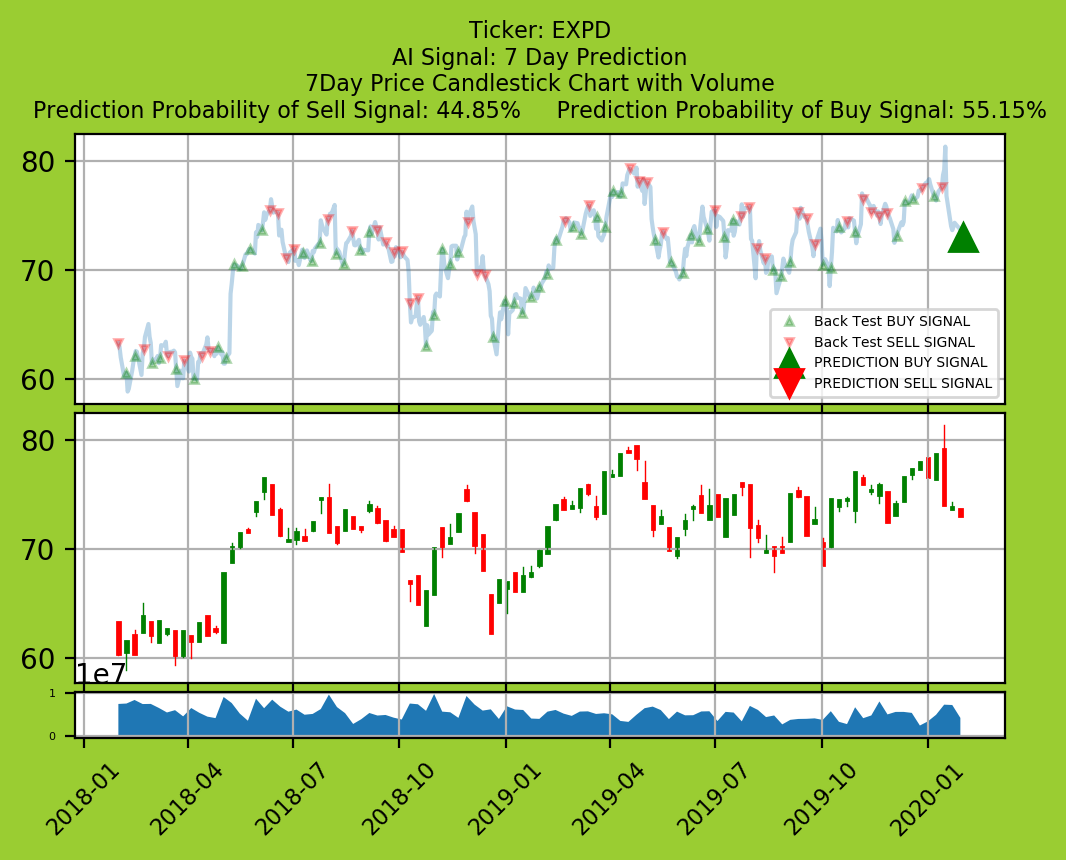 Ticker: EXPD
AI Signal: 7 Day Prediction
7Day Price Candlestick Chart with Volume
Prediction Probability of Sell Signal: 44.85%     Prediction Probability of Buy Signal: 55.15%
80
70
60
Back Test BUY SIGNAL
Back Test SELL SIGNAL
PREDICTION BUY SIGNAL
PREDICTION SELL SIGNAL
80
70
60
1e7
1
0
2018-01 2018-04 2018-07 2018-10 2019-01 2019-04 2019-07 2019-10 2020-01